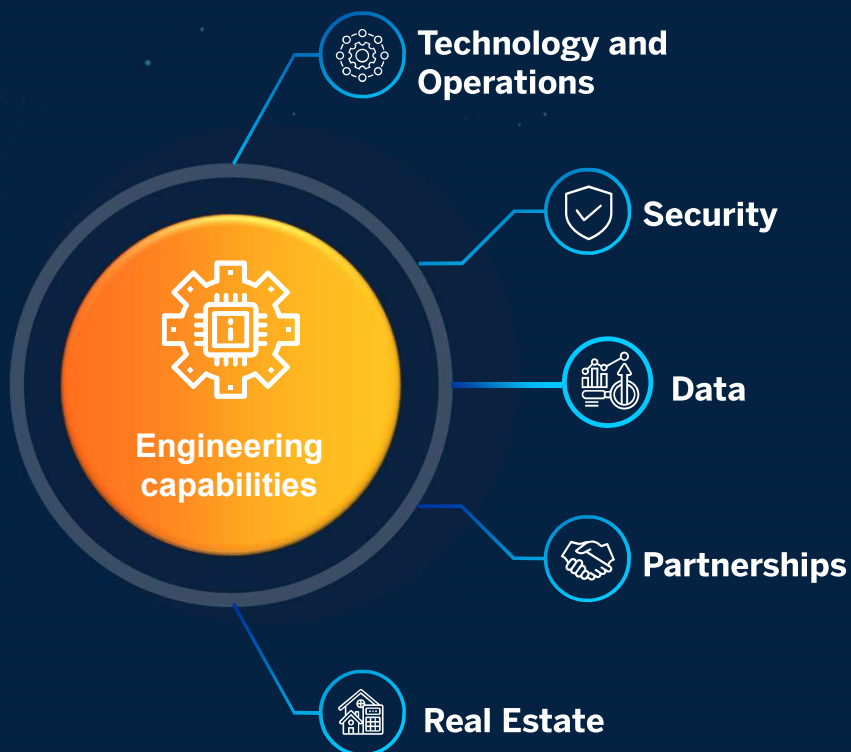 Technology and
Operations
Security
Data
Engineering
capabilities
Partnerships
Real Estate